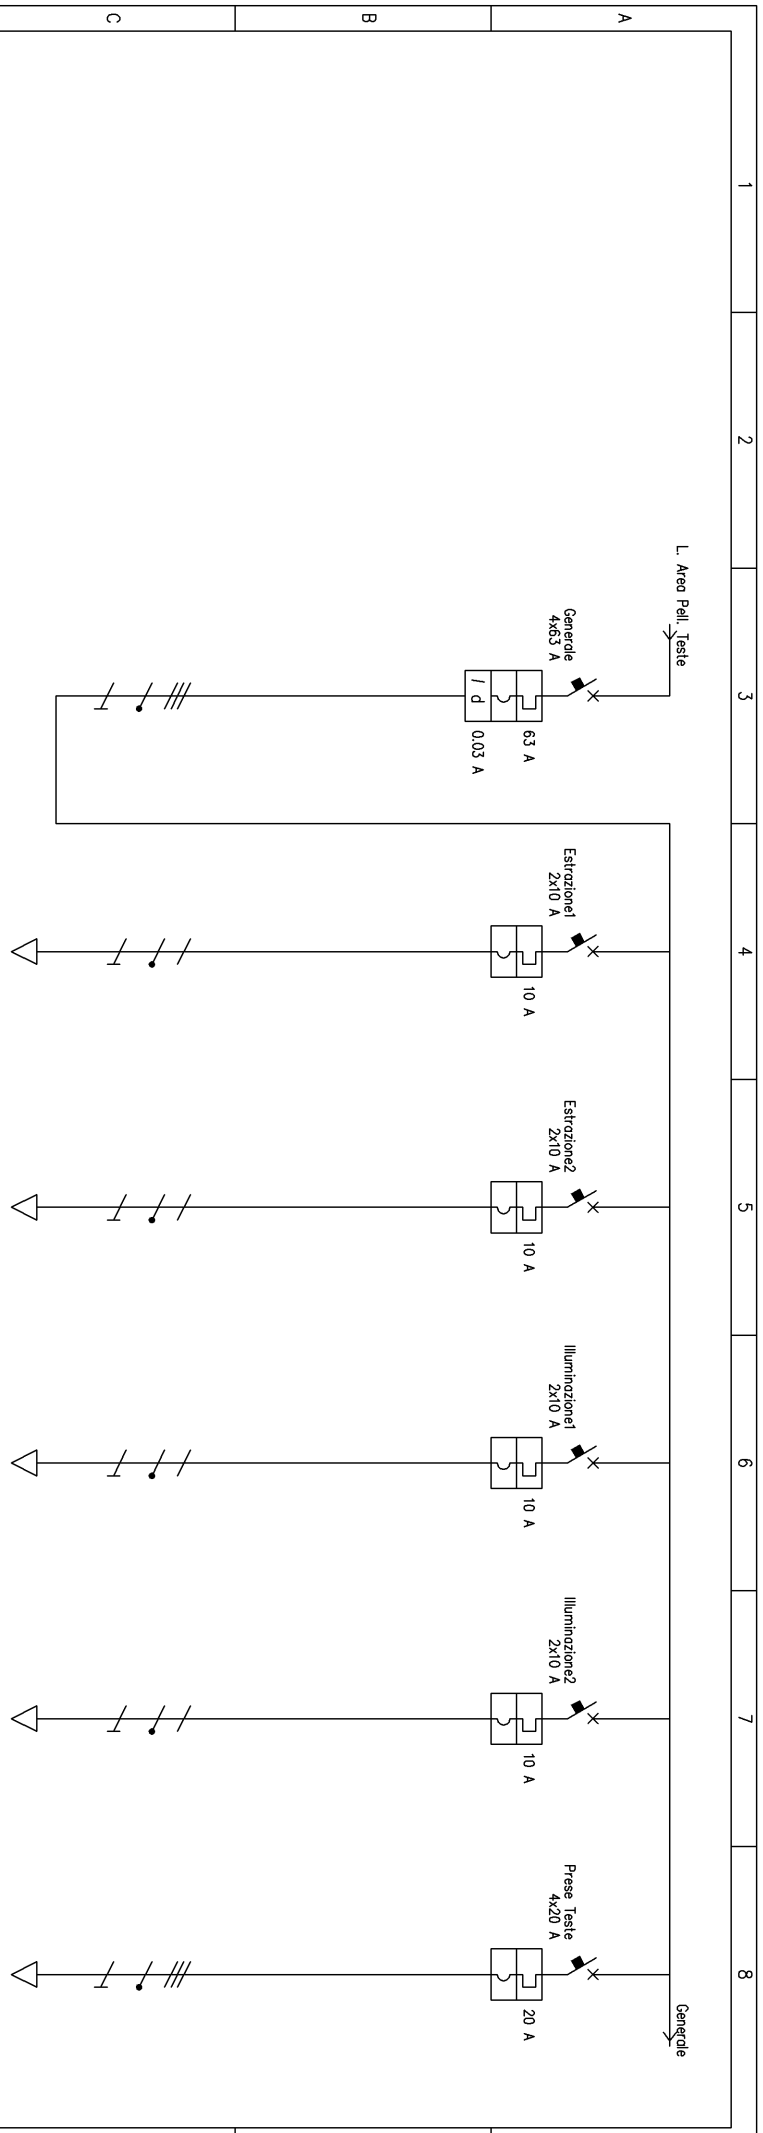 1
2
3
4
5
6
7
8
A
B
C
L. Area Pell. Teste
Generale
4x63 A
63 A
I d
0.03 A
Estrazione1
2x10 A
10 A
Estrazione2
2x10 A
10 A
Illuminazione1
2x10 A
10 A
Illuminazione2
2x10 A
10 A
Prese Teste
4x20 A
20 A
Generale